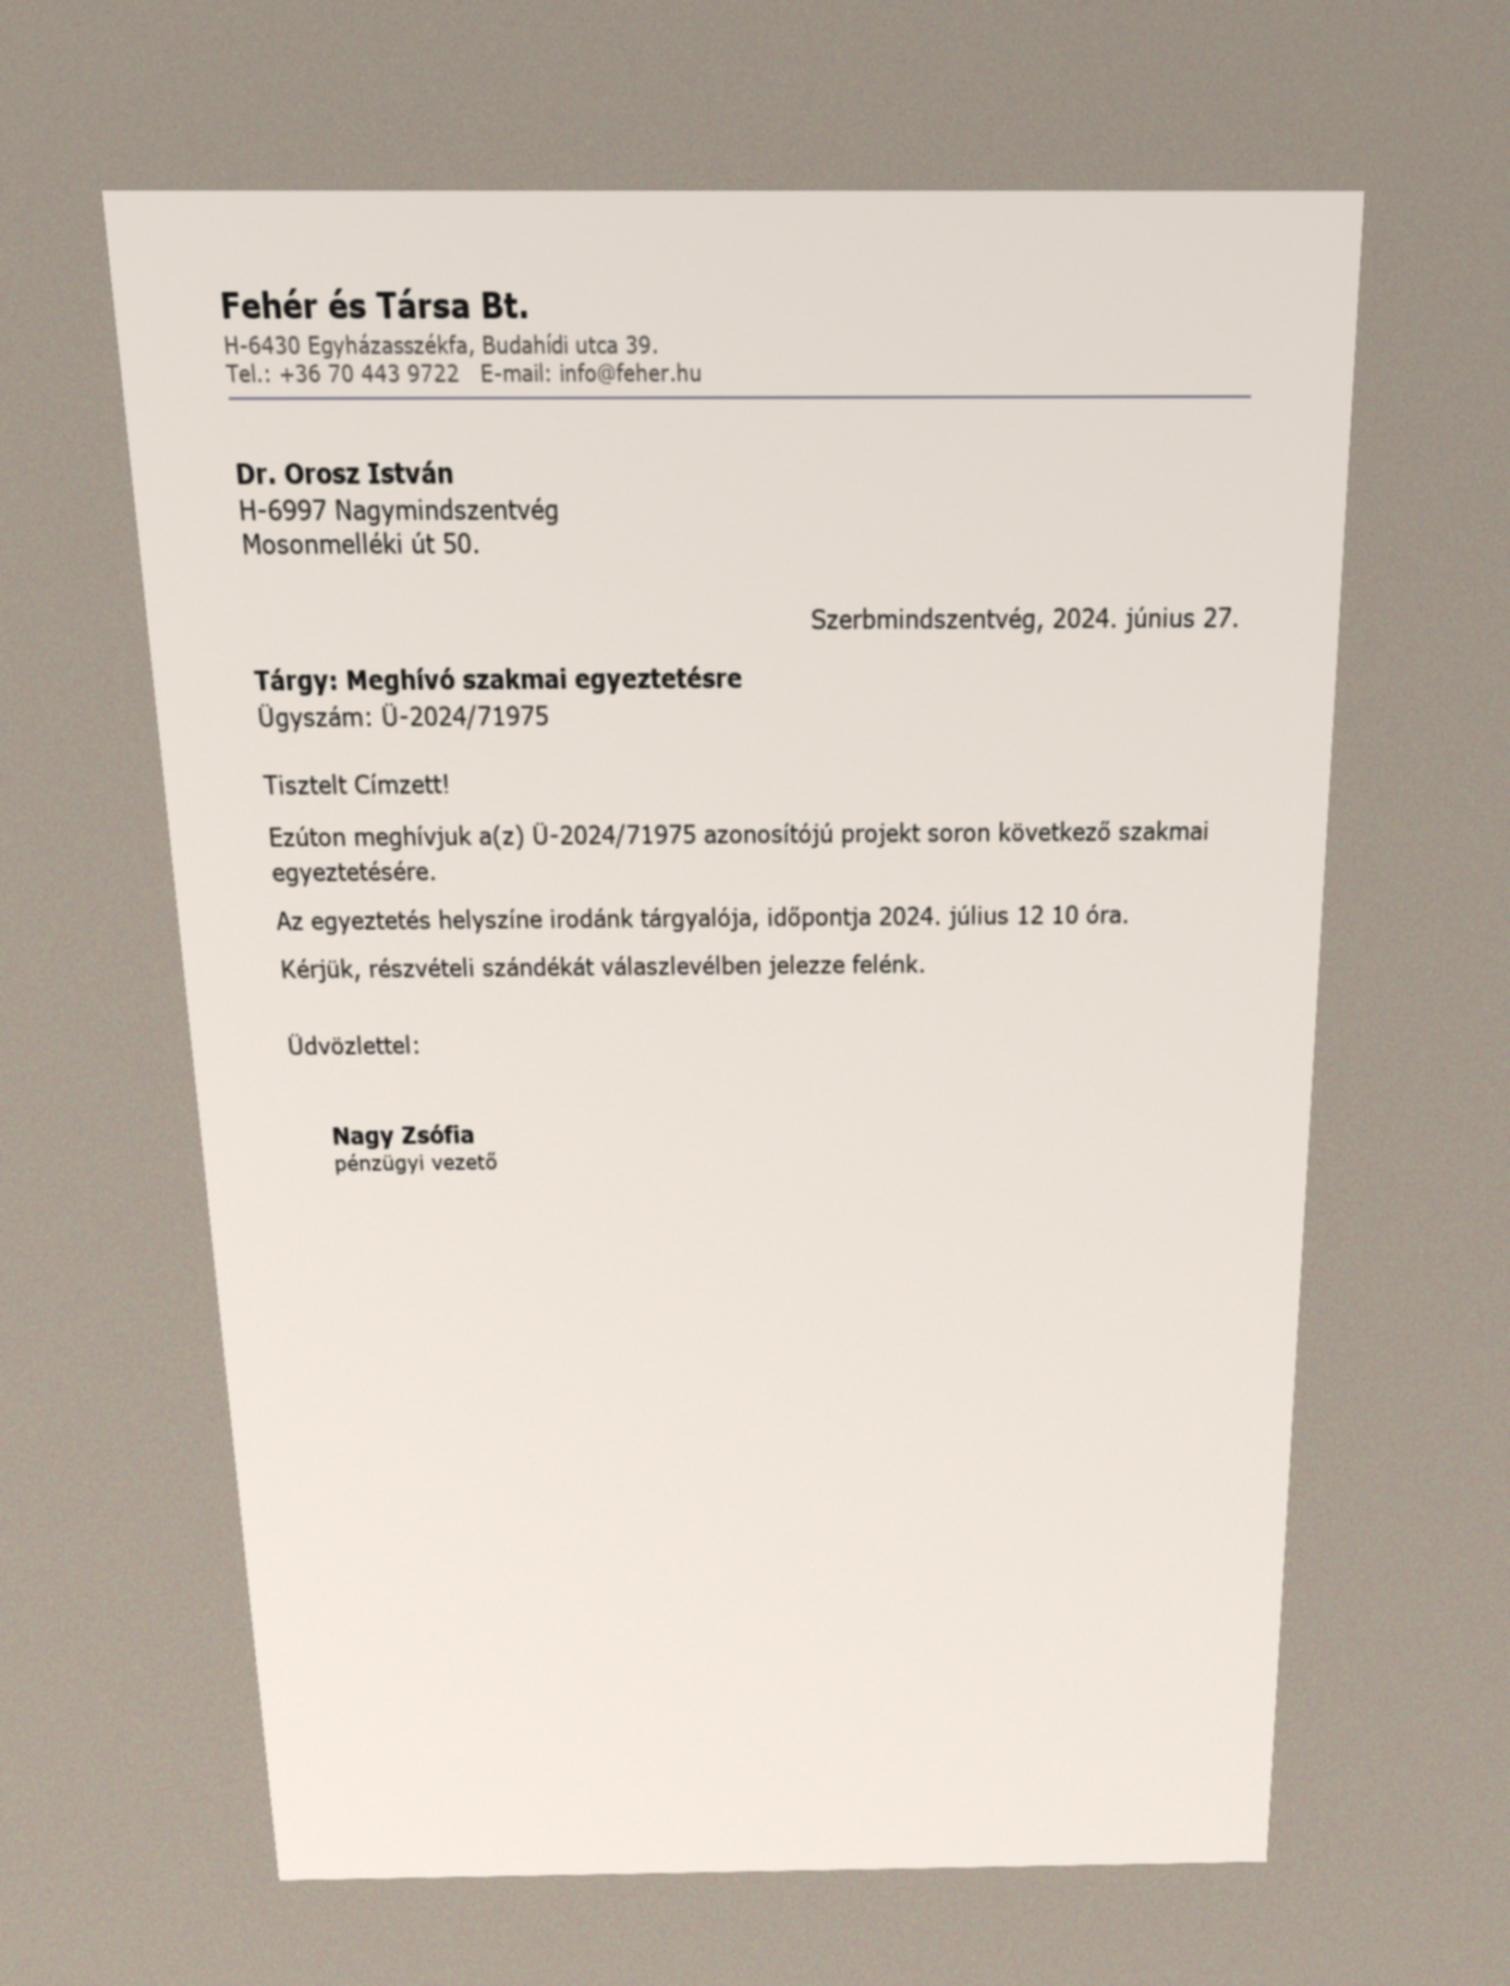 Fehér és Társa Bt.
H-6430 Egyházasszékfa, Budahídi utca 39.
Tel.: +36 70 443 9722 E-mail: info@feher.hu
Dr. Orosz István
H-6997 Nagymindszentvég
Mosonmelléki út 50.
Szerbmindszentvég, 2024. június 27.
Tárgy: Meghívó szakmai egyeztetésre
Ügyszám: Ü-2024/71975
Tisztelt Címzett!
Ezúton meghívjuk a(z) Ü-2024/71975 azonosítójú projekt soron következő szakmai
egyeztetésére.
Az egyeztetés helyszíne irodánk tárgyalója, időpontja 2024. július 12 10 óra.
Kérjük, részvételi szándékát válaszlevélben jelezze felénk.
Üdvözlettel:
Nagy Zsófia
pénzügyi vezető